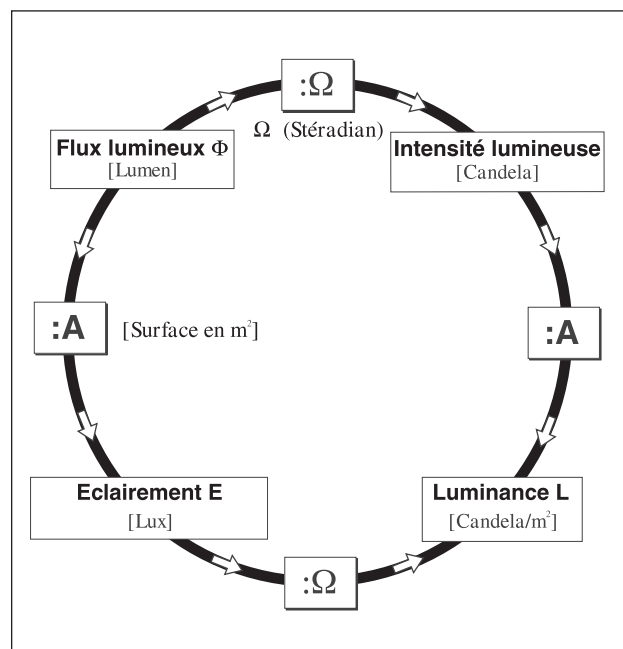 :Ω
Ω (Stéradian)
Flux lumineux Φ
[Lumen]
Intensité lumineuse
[Candela]
:A
[Surface en m²]
:A
Eclairement E
[Lux]
Luminance L
[Candela/m²]
:Ω